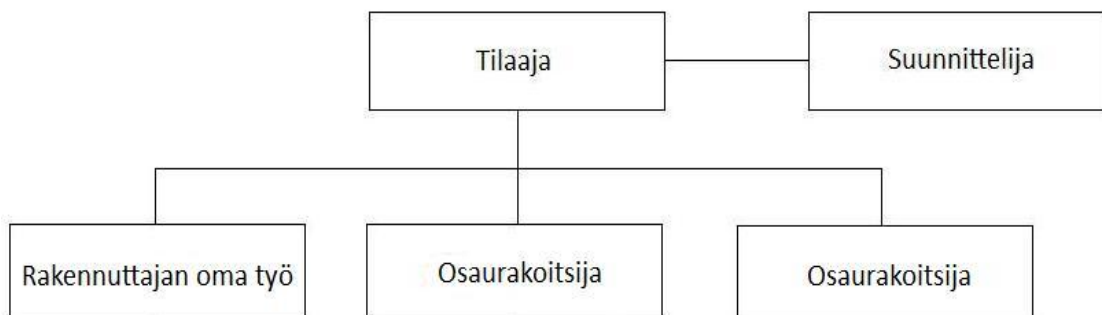 Tilaaja
Suunnittelija
Rakennuttajan oma työ
Osaurakoitsija
Osaurakoitsija